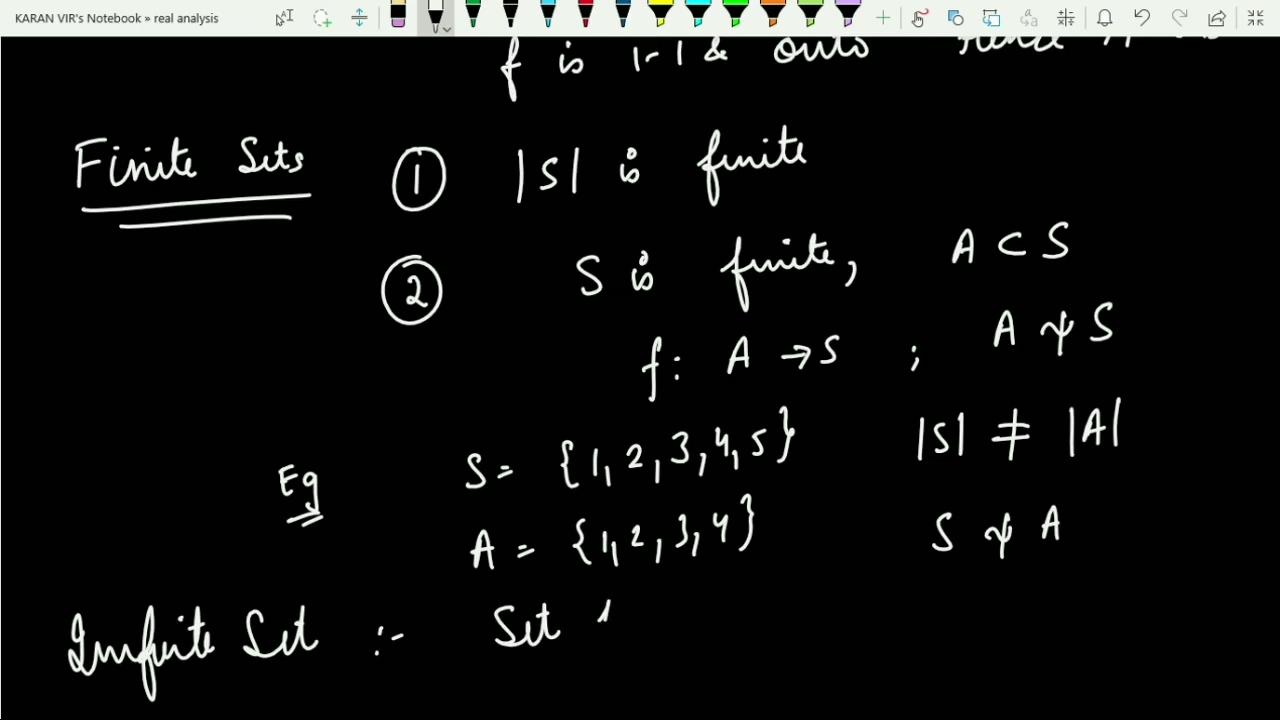 KARAN VIR's Notebook » real analysis
f is 1-1 & onto Hence
Finite Sets ① |S| is finite
② S is finite, A ⊂ S
f: A → S ; A ≁ S
Eg S = {1, 2, 3, 4, 5} |S| ≠ |A|
A = {1, 2, 3, 4} S ≁ A
Infinite Set :- Set